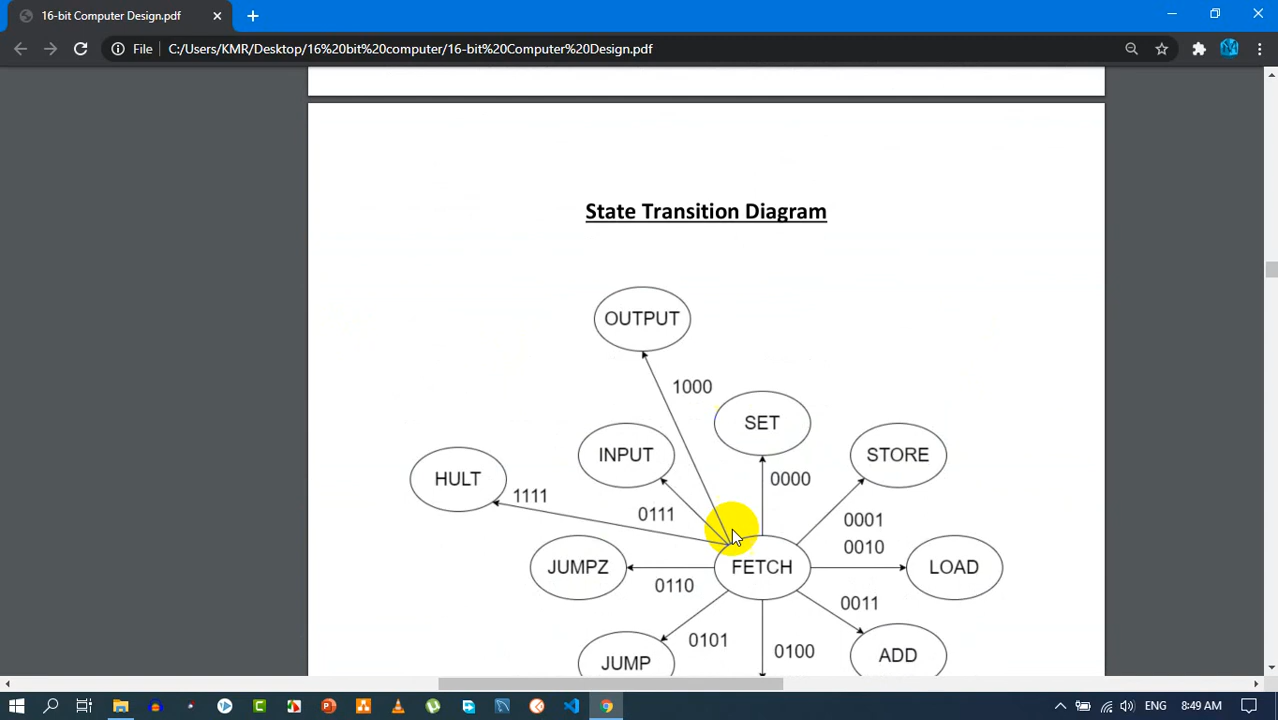 16-bit Computer Design.pdf
File
C:/Users/KMR/Desktop/16%20bit%20computer/16-bit%20Computer%20Design.pdf
State Transition Diagram
OUTPUT
1000
SET
INPUT
STORE
HULT
0000
1111
0111
0001
0010
JUMPZ
FETCH
LOAD
0110
0011
0101
0100
JUMP
ADD
ENG
8:49 AM